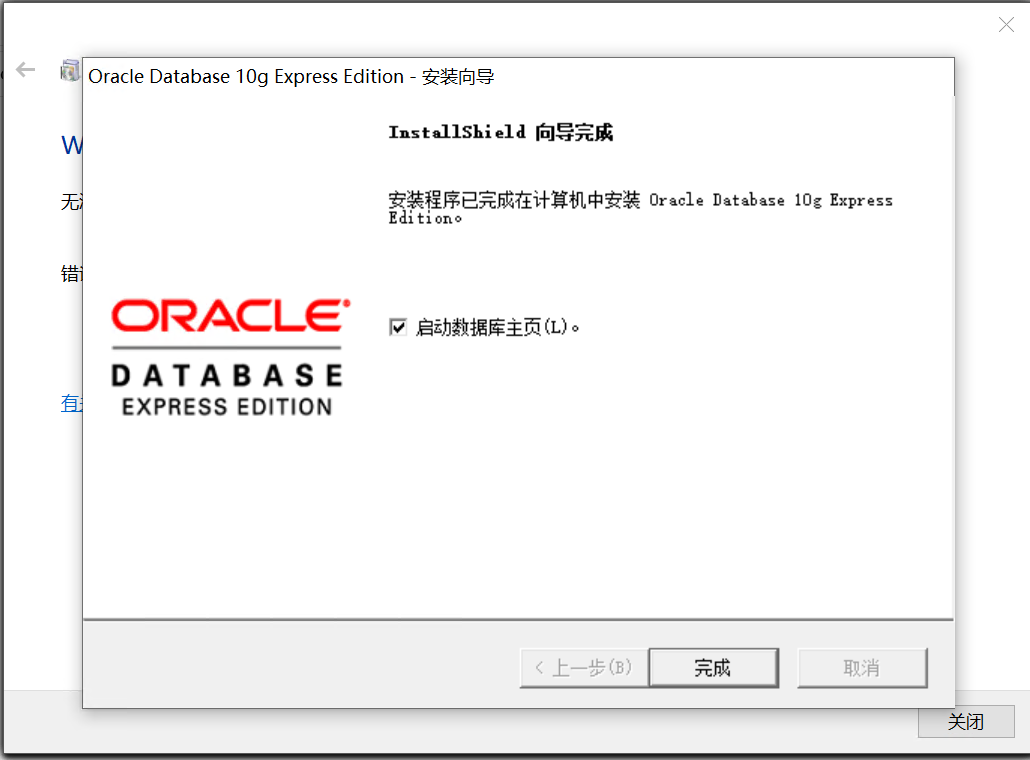 Oracle Database 10g Express Edition - 安装向导
InstallShield 向导完成
安装程序已完成在计算机中安装 Oracle Database 10g Express
Edition。
ORACLE
DATABASE
EXPRESS EDITION
启动数据库主页(L)。
< 上一步(B)
完成
取消
W
无
错
有
关闭